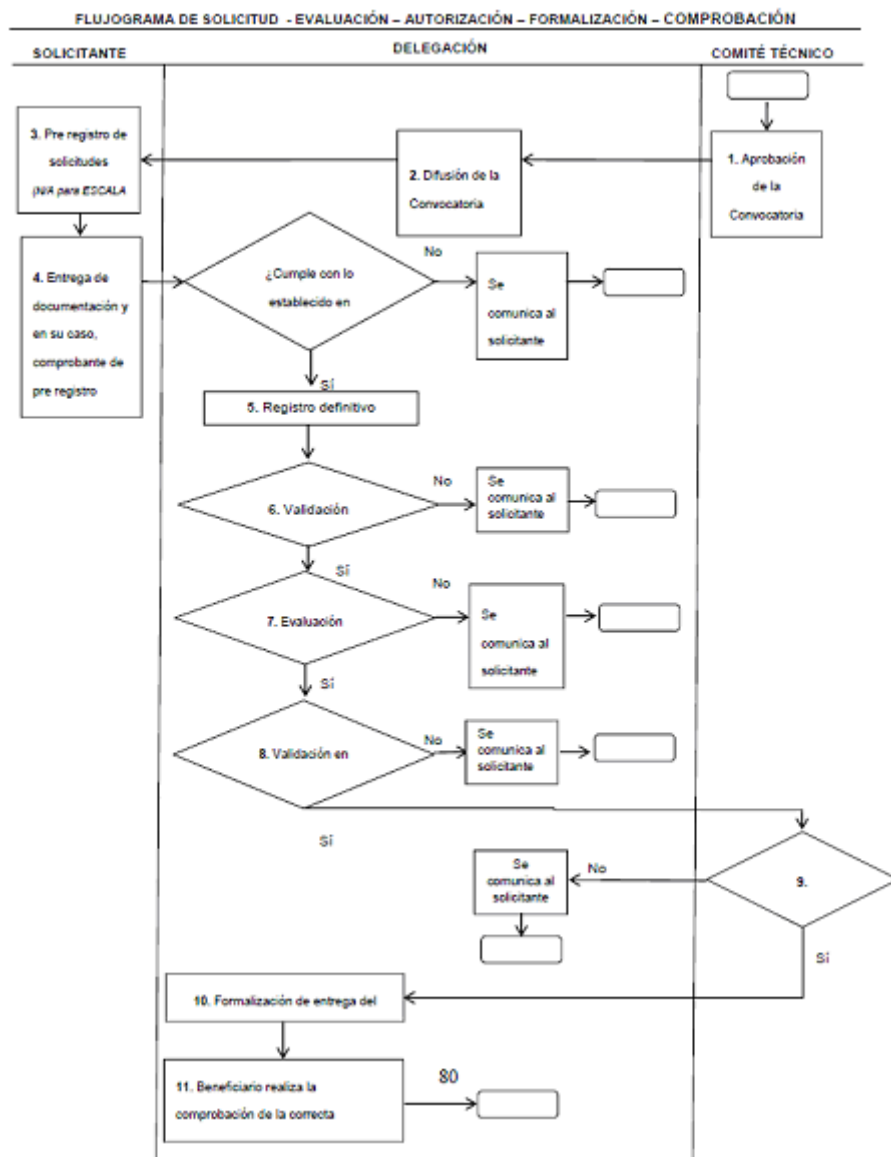 FLUJOGRAMA DE SOLICITUD - EVALUACIÓN – AUTORIZACIÓN – FORMALIZACIÓN – COMPROBACIÓN
SOLICITANTE
DELEGACIÓN
COMITÉ TÉCNICO
3. Pre registro de
solicitudes
(N/A para ESCALA
2. Difusión de la
Convocatoria
1. Aprobación
de la
Convocatoria
4. Entrega de
documentación y
en su caso,
comprobante de
pre registro
¿Cumple con lo
establecido en
No
Se
comunica al
solicitante
Sí
5. Registro definitivo
6. Validación
No
Se
comunica al
solicitante
Sí
7. Evaluación
No
Se
comunica al
solicitante
Sí
8. Validación en
No
Se
comunica al
solicitante
Sí
9.
No
Se
comunica al
solicitante
Sí
10. Formalización de entrega del
11. Beneficiario realiza la
comprobación de la correcta
80